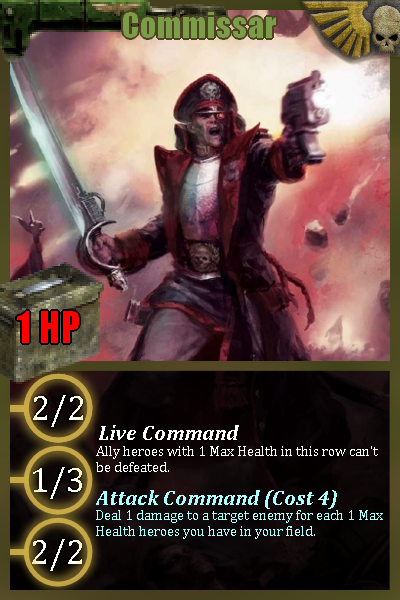 Commissar
1 HP
2/2
Live Command
Ally heroes with 1 Max Health in this row can't
be defeated.
1/3
Attack Command (Cost 4)
Deal 1 damage to a target enemy for each 1 Max
Health heroes you have in your field.
2/2